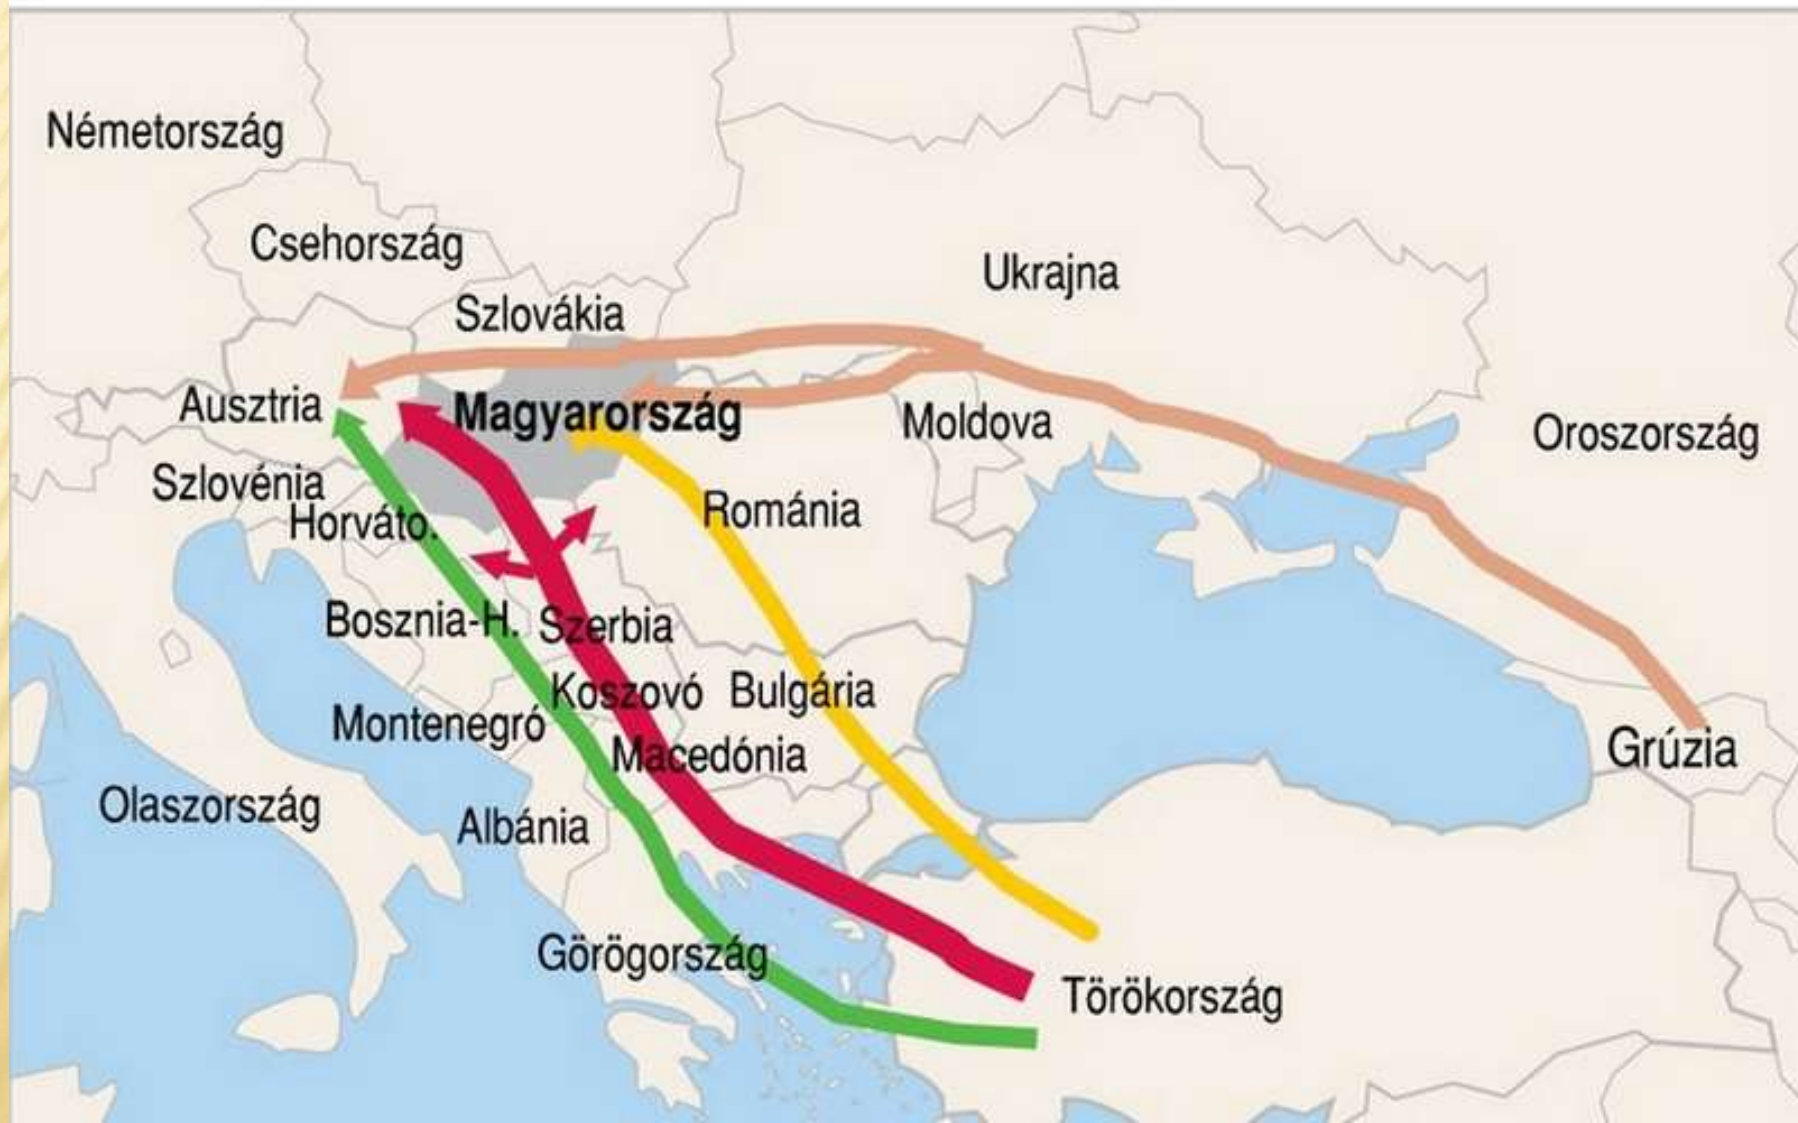 Németország
Csehország
Ukrajna
Szlovákia
Ausztria
Magyarország
Moldova
Oroszország
Szlovénia
Horváto.
Románia
Bosznia-H.
Szerbia
Koszovó
Bulgária
Montenegró
Macedónia
Grúzia
Olaszország
Albánia
Görögország
Törökország